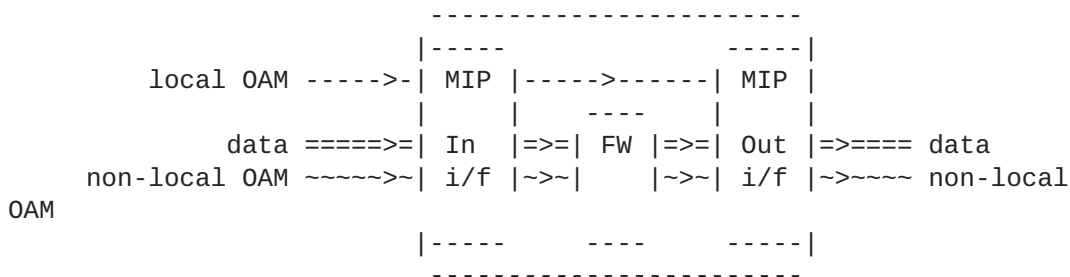 ------------------------
                          |-----              -----|
         local OAM ----->-| MIP |----->------| MIP |
                          |     |    ----    |     |
              data =====>=| In  |=>=| FW |=>=| Out |=>==== data
     non-local OAM ~~~~~>~| i/f |~>~|    |~>~| i/f |~>~~~~ non-local
OAM
                          |-----    ----     -----|
                           ------------------------